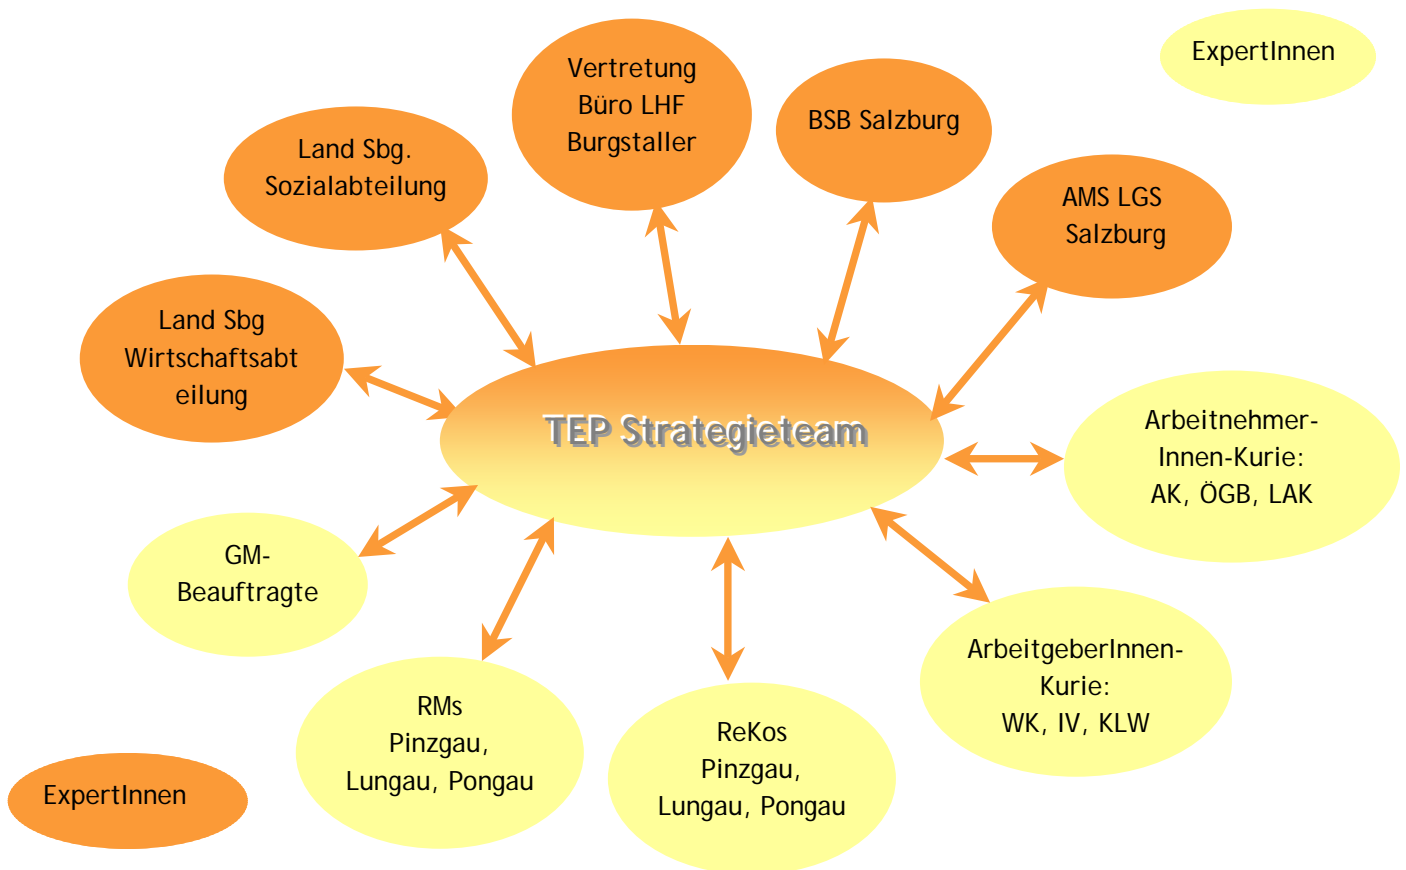 ExpertInnen
Vertretung
Büro LHF
Burgstaller
BSB Salzburg
Land Sbg.
Sozialabteilung
AMS LGS
Salzburg
Land Sbg
Wirtschaftsabt
eilung
TEP Strategieteam
Arbeitnehmer-
Innen-Kurie:
AK, ÖGB, LAK
GM-
Beauftragte
ArbeitgeberInnen-
Kurie:
WK, IV, KLW
RMs
Pinzgau,
Lungau, Pongau
ReKos
Pinzgau,
Lungau, Pongau
ExpertInnen